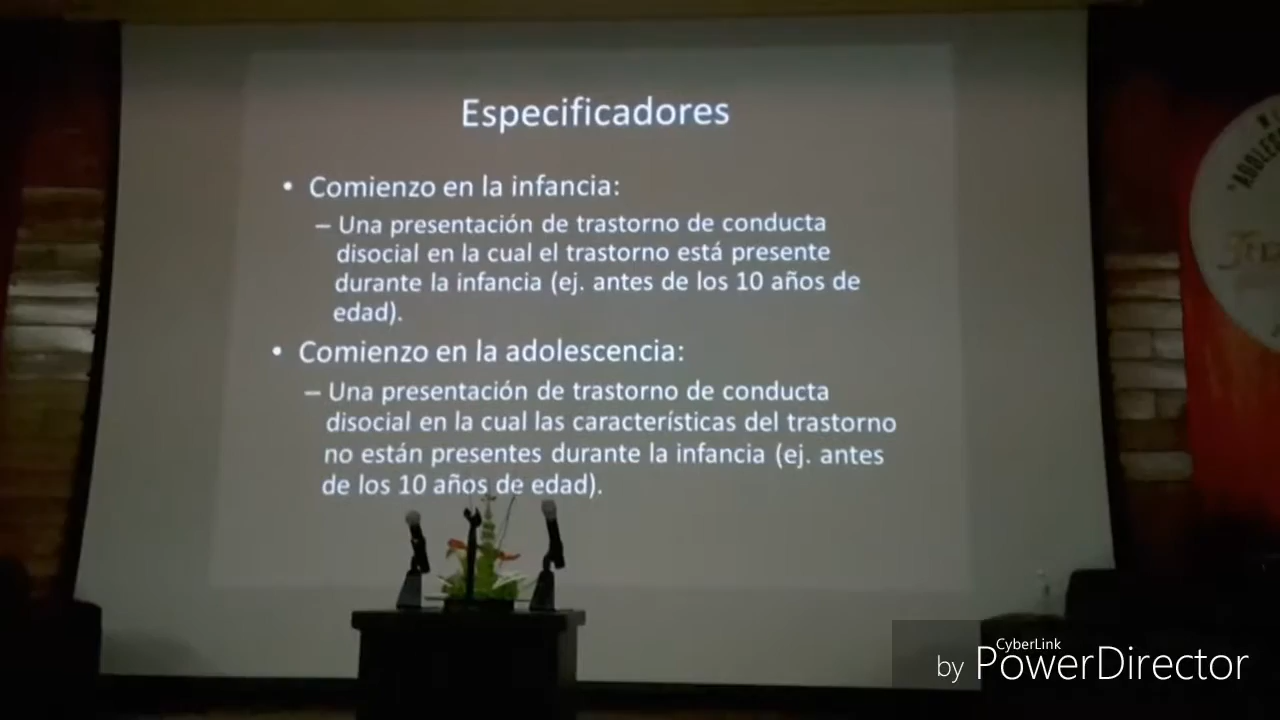 Especificadores
• Comienzo en la infancia:
– Una presentación de trastorno de conducta
disocial en la cual el trastorno está presente
durante la infancia (ej. antes de los 10 años de
edad).
• Comienzo en la adolescencia:
– Una presentación de trastorno de conducta
disocial en la cual las características del trastorno
no están presentes durante la infancia (ej. antes
de los 10 años de edad).
CyberLink
by PowerDirector